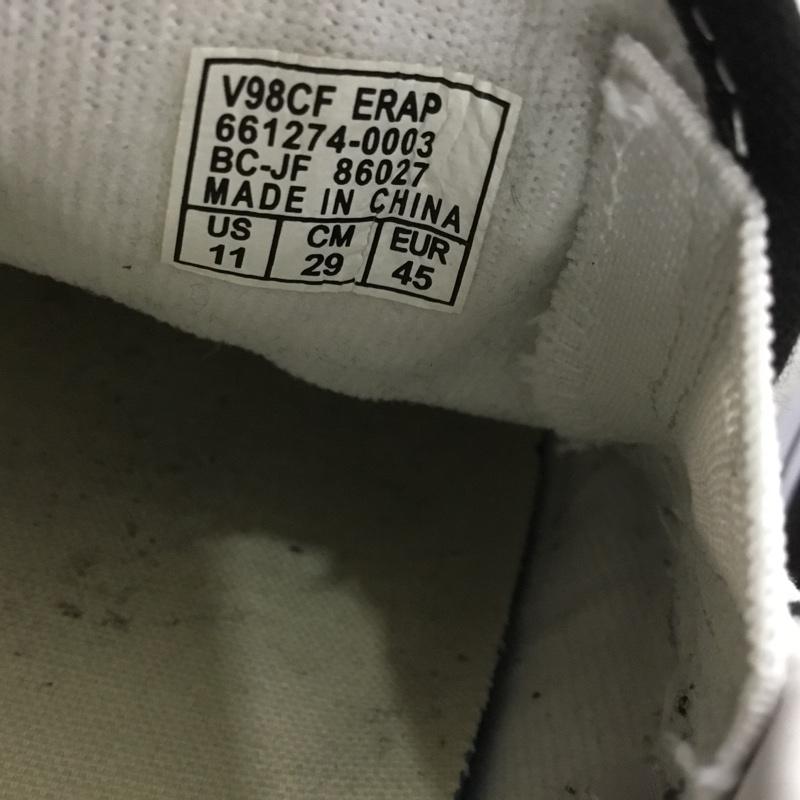 V98CF ERAP
661274-0003
BC-JF 86027
MADE IN CHINA
US CM EUR
11 29 45